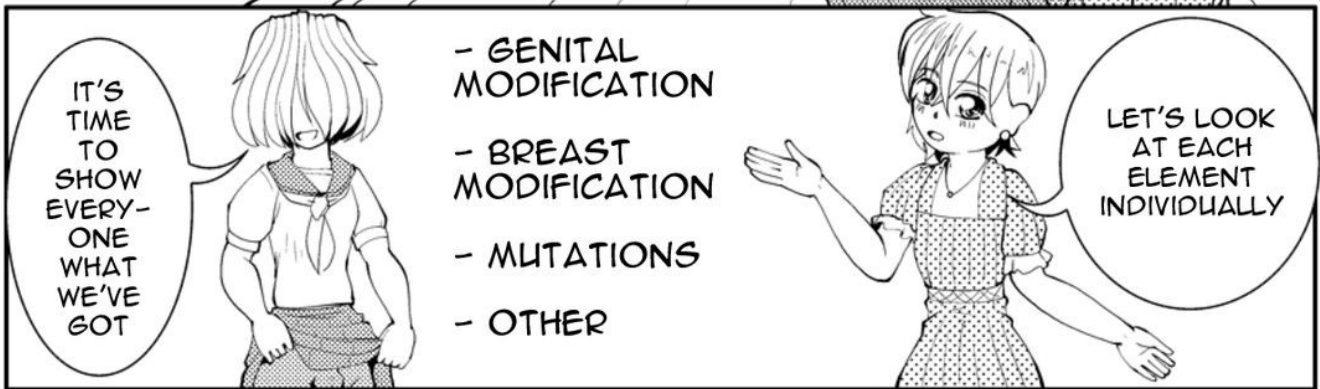 IT'S
TIME
TO
SHOW
EVERY-
ONE
WHAT
WE'VE
GOT
- GENITAL
MODIFICATION
- BREAST
MODIFICATION
- MUTATIONS
- OTHER
LET'S LOOK
AT EACH
ELEMENT
INDIVIDUALLY